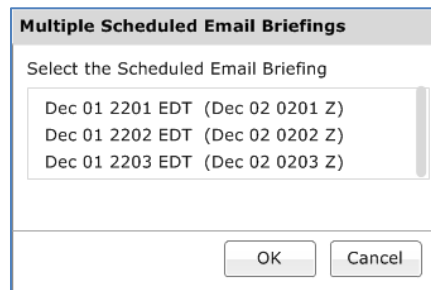 Multiple Scheduled Email Briefings
Select the Scheduled Email Briefing
Dec 01 2201 EDT (Dec 02 0201 Z)
Dec 01 2202 EDT (Dec 02 0202 Z)
Dec 01 2203 EDT (Dec 02 0203 Z)
OK Cancel